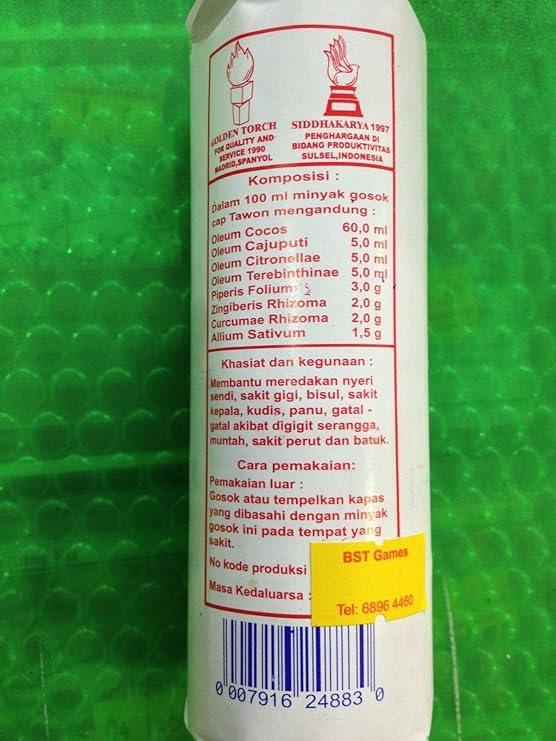 GOLDEN TORCH
FOR QUALITY AND
SERVICE 1990
MADRID,SPANYOL
SIDDHAKARYA 1997
PENGHARGAAN DI
BIDANG PRODUKTIVITAS
SULSEL,INDONESIA
Komposisi :
Dalam 100 ml minyak gosok
cap Tawon mengandung :
Oleum Cocos 60,0 ml
Oleum Cajuputi 5,0 ml
Oleum Citronellae 5,0 ml
Oleum Terebinthinae 5,0 ml
Piperis Folium 3,0 g
Zingiberis Rhizoma 2,0 g
Curcumae Rhizoma 2,0 g
Allium Sativum 1,5 g
Khasiat dan kegunaan :
Membantu meredakan nyeri
sendi, sakit gigi, bisul, sakit
kepala, kudis, panu, gatal -
gatal akibat digigit serangga,
muntah, sakit perut dan batuk.
Cara pemakaian:
Pemakaian luar :
Gosok atau tempelkan kapas
yang dibasahi dengan minyak
gosok ini pada tempat yang
sakit.
No kode produksi
Masa Kedaluarsa :
BST Games
Tel: 6896 4460
0 007916 24883 0